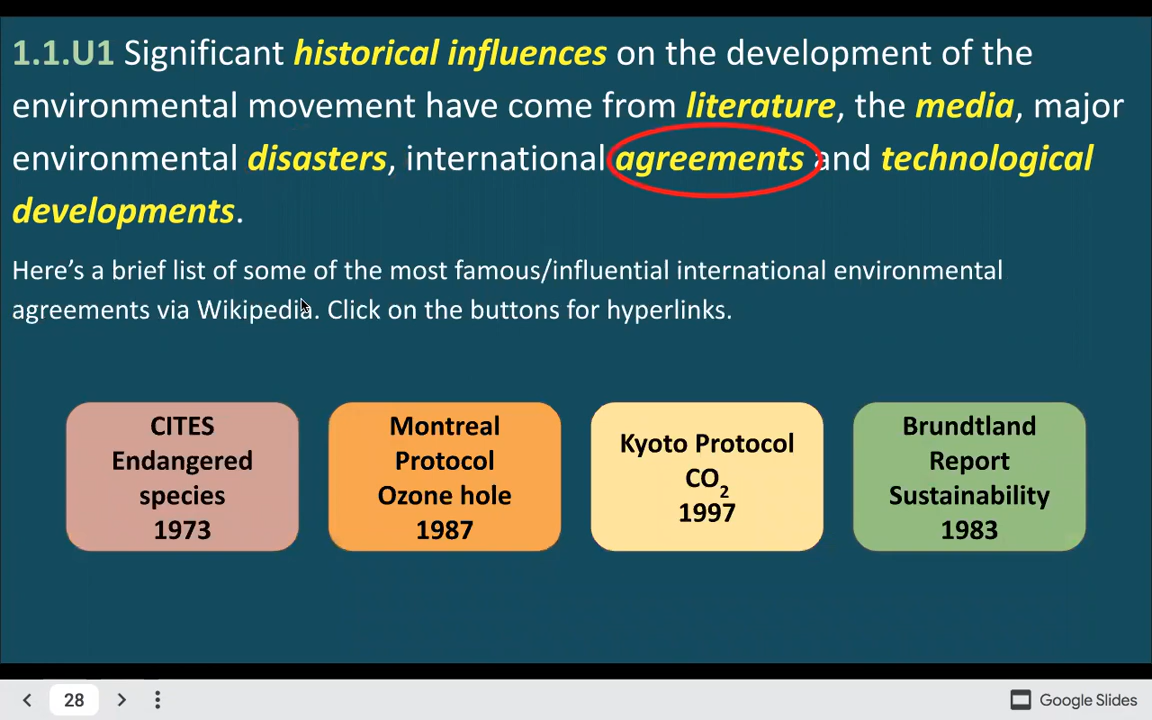 1.1.U1 Significant historical influences on the development of the
environmental movement have come from literature, the media, major
environmental disasters, international agreements and technological
developments.
Here’s a brief list of some of the most famous/influential international environmental
agreements via Wikipedia. Click on the buttons for hyperlinks.
CITES
Endangered
species
1973
Montreal
Protocol
Ozone hole
1987
Kyoto Protocol
CO2
1997
Brundtland
Report
Sustainability
1983
28
Google Slides